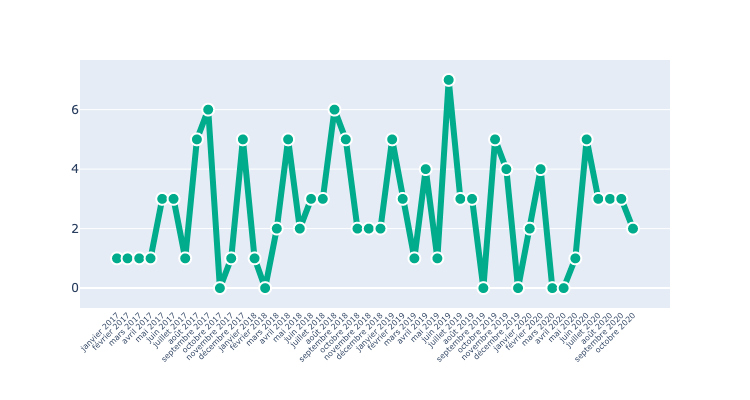 6
4
2
0
janvier 2017
février 2017
mars 2017
avril 2017
mai 2017
juin 2017
juillet 2017
août 2017
septembre 2017
octobre 2017
novembre 2017
décembre 2017
janvier 2018
février 2018
mars 2018
avril 2018
mai 2018
juin 2018
juillet 2018
août 2018
septembre 2018
octobre 2018
novembre 2018
décembre 2018
janvier 2019
février 2019
mars 2019
avril 2019
mai 2019
juin 2019
juillet 2019
août 2019
septembre 2019
octobre 2019
novembre 2019
décembre 2019
janvier 2020
février 2020
mars 2020
avril 2020
mai 2020
juin 2020
juillet 2020
août 2020
septembre 2020
octobre 2020